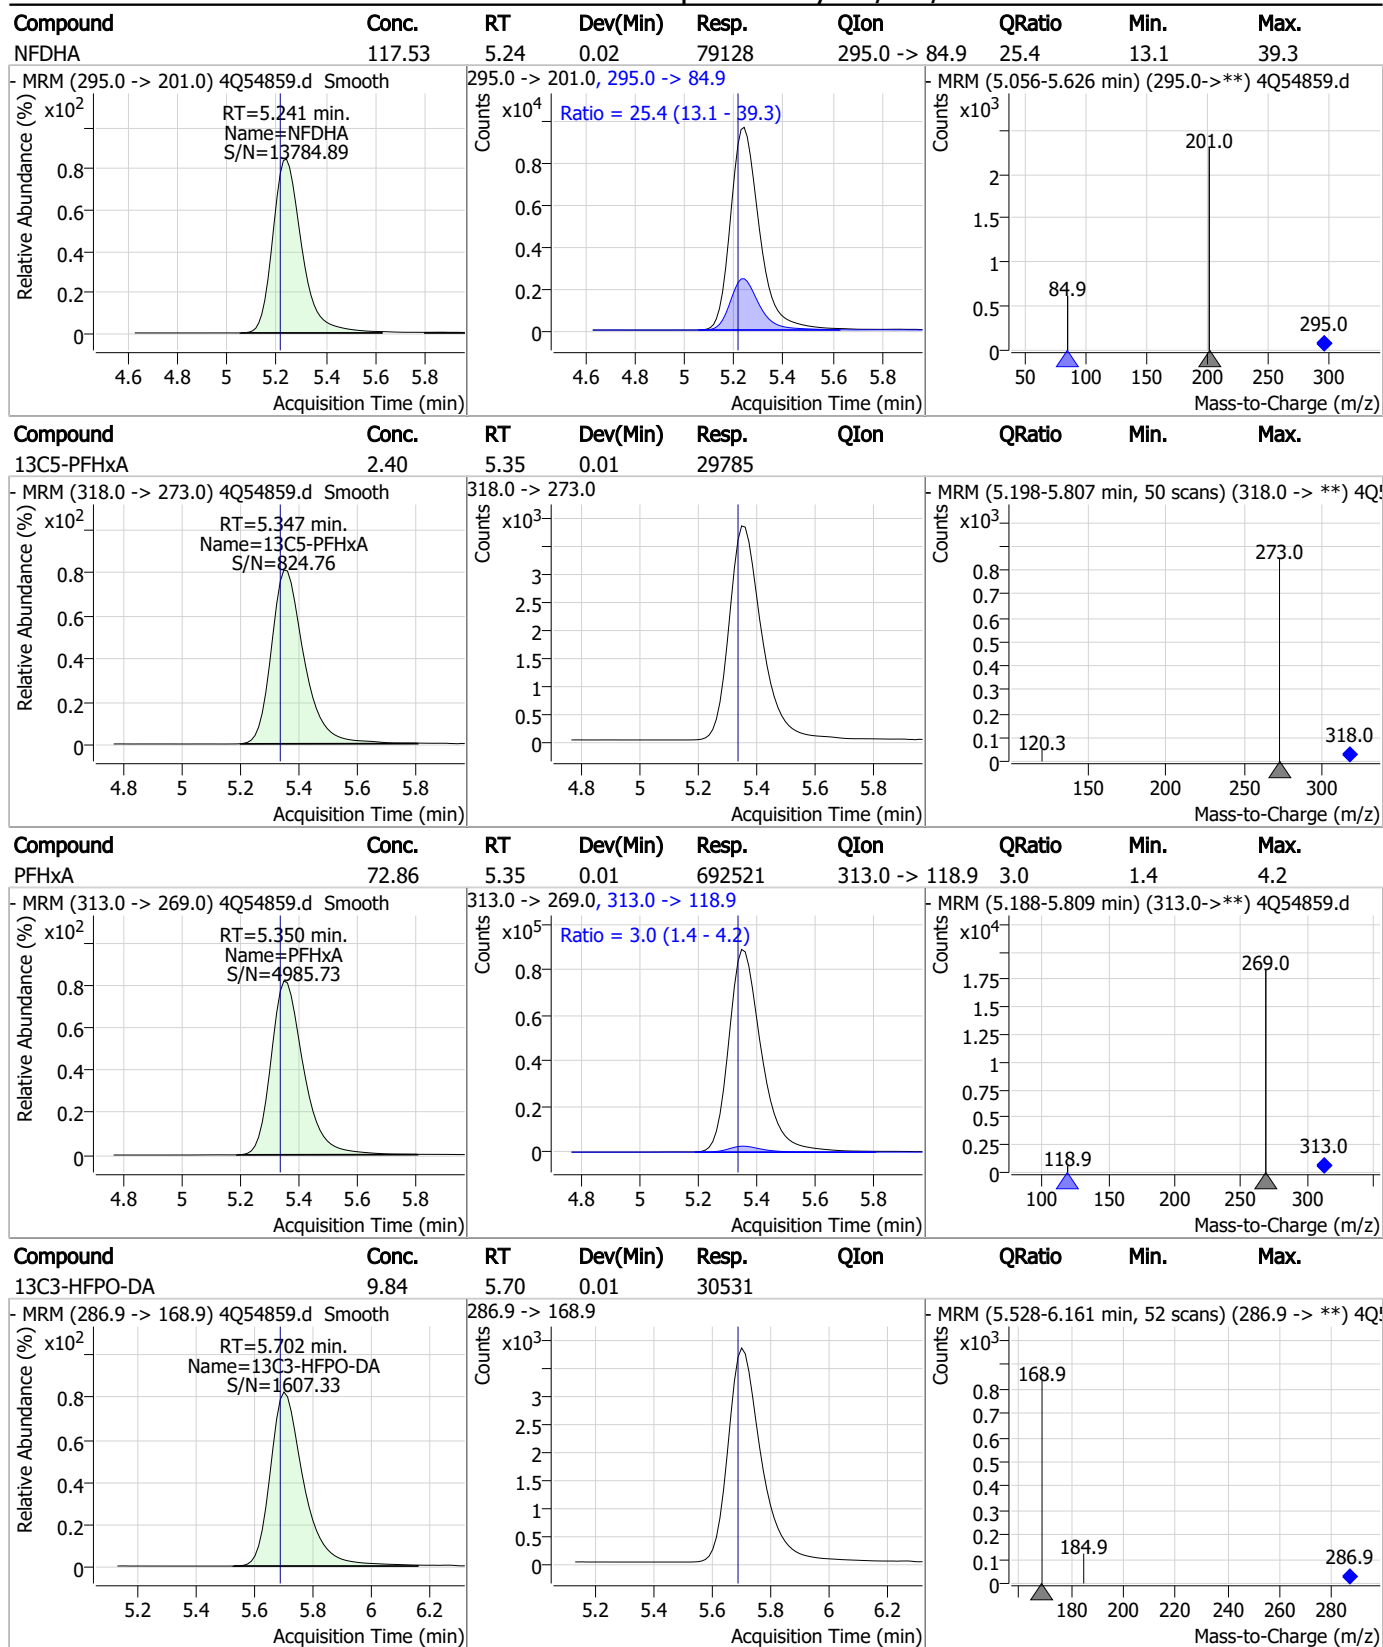 Compound Conc. RT Dev(Min) Resp. QIon QRatio Min. Max.
NFDHA 117.53 5.24 0.02 79128 295.0 -> 84.9 25.4 13.1 39.3
- MRM (295.0 -> 201.0) 4Q54859.d Smooth
Relative Abundance (%)
x10²
RT=5.241 min.
Name=NFDHA
S/N=13784.89
0.8
0.6
0.4
0.2
0
4.6 4.8 5 5.2 5.4 5.6 5.8
Acquisition Time (min)
295.0 -> 201.0, 295.0 -> 84.9
Counts
x10⁴
Ratio = 25.4 (13.1 - 39.3)
0.8
0.6
0.4
0.2
0
4.6 4.8 5 5.2 5.4 5.6 5.8
Acquisition Time (min)
- MRM (5.056-5.626 min) (295.0->**) 4Q54859.d
Counts
x10³
201.0
2
1.5
1
84.9
0.5
295.0
0
50 100 150 200 250 300
Mass-to-Charge (m/z)
Compound Conc. RT Dev(Min) Resp. QIon QRatio Min. Max.
13C5-PFHxA 2.40 5.35 0.01 29785
- MRM (318.0 -> 273.0) 4Q54859.d Smooth
Relative Abundance (%)
x10²
RT=5.347 min.
Name=13C5-PFHxA
S/N=824.76
0.8
0.6
0.4
0.2
0
4.8 5 5.2 5.4 5.6 5.8
Acquisition Time (min)
318.0 -> 273.0
Counts
x10³
3
2.5
2
1.5
1
0.5
0
4.8 5 5.2 5.4 5.6 5.8
Acquisition Time (min)
- MRM (5.198-5.807 min, 50 scans) (318.0 -> **) 4Q5
Counts
x10³
273.0
0.8
0.7
0.6
0.5
0.4
0.3
0.2
0.1
120.3
318.0
0
150 200 250 300
Mass-to-Charge (m/z)
Compound Conc. RT Dev(Min) Resp. QIon QRatio Min. Max.
PFHxA 72.86 5.35 0.01 692521 313.0 -> 118.9 3.0 1.4 4.2
- MRM (313.0 -> 269.0) 4Q54859.d Smooth
Relative Abundance (%)
x10²
RT=5.350 min.
Name=PFHxA
S/N=4985.73
0.8
0.6
0.4
0.2
0
4.8 5 5.2 5.4 5.6 5.8
Acquisition Time (min)
313.0 -> 269.0, 313.0 -> 118.9
Counts
x10⁵
Ratio = 3.0 (1.4 - 4.2)
0.8
0.6
0.4
0.2
0
4.8 5 5.2 5.4 5.6 5.8
Acquisition Time (min)
- MRM (5.188-5.809 min) (313.0->**) 4Q54859.d
Counts
x10⁴
269.0
1.75
1.5
1.25
1
0.75
0.5
0.25
118.9
313.0
0
100 150 200 250 300
Mass-to-Charge (m/z)
Compound Conc. RT Dev(Min) Resp. QIon QRatio Min. Max.
13C3-HFPO-DA 9.84 5.70 0.01 30531
- MRM (286.9 -> 168.9) 4Q54859.d Smooth
Relative Abundance (%)
x10²
RT=5.702 min.
Name=13C3-HFPO-DA
S/N=1607.33
0.8
0.6
0.4
0.2
0
5.2 5.4 5.6 5.8 6 6.2
Acquisition Time (min)
286.9 -> 168.9
Counts
x10³
3
2.5
2
1.5
1
0.5
0
5.2 5.4 5.6 5.8 6 6.2
Acquisition Time (min)
- MRM (5.528-6.161 min, 52 scans) (286.9 -> **) 4Q5
Counts
x10³
168.9
0.8
0.7
0.6
0.5
0.4
0.3
0.2
0.1
184.9
286.9
0
180 200 220 240 260 280
Mass-to-Charge (m/z)